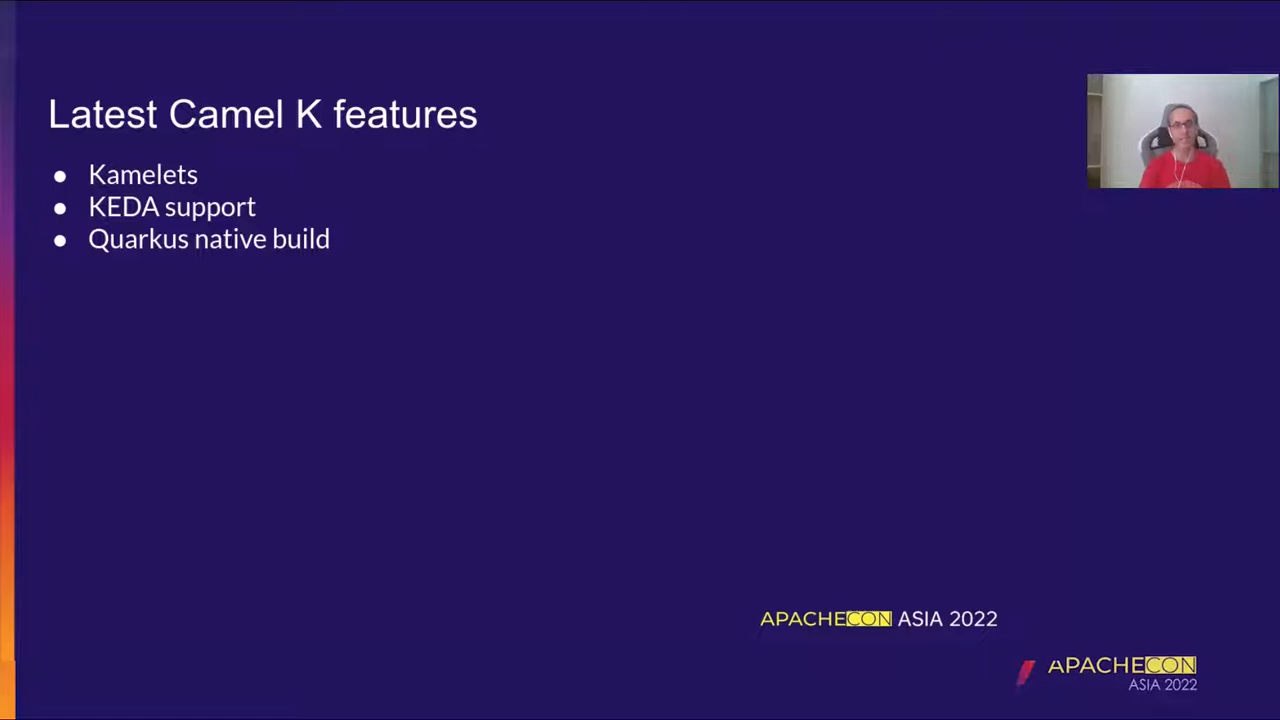 Latest Camel K features
● Kamelets
● KEDA support
● Quarkus native build
APACHECON ASIA 2022
APACHECON
ASIA 2022